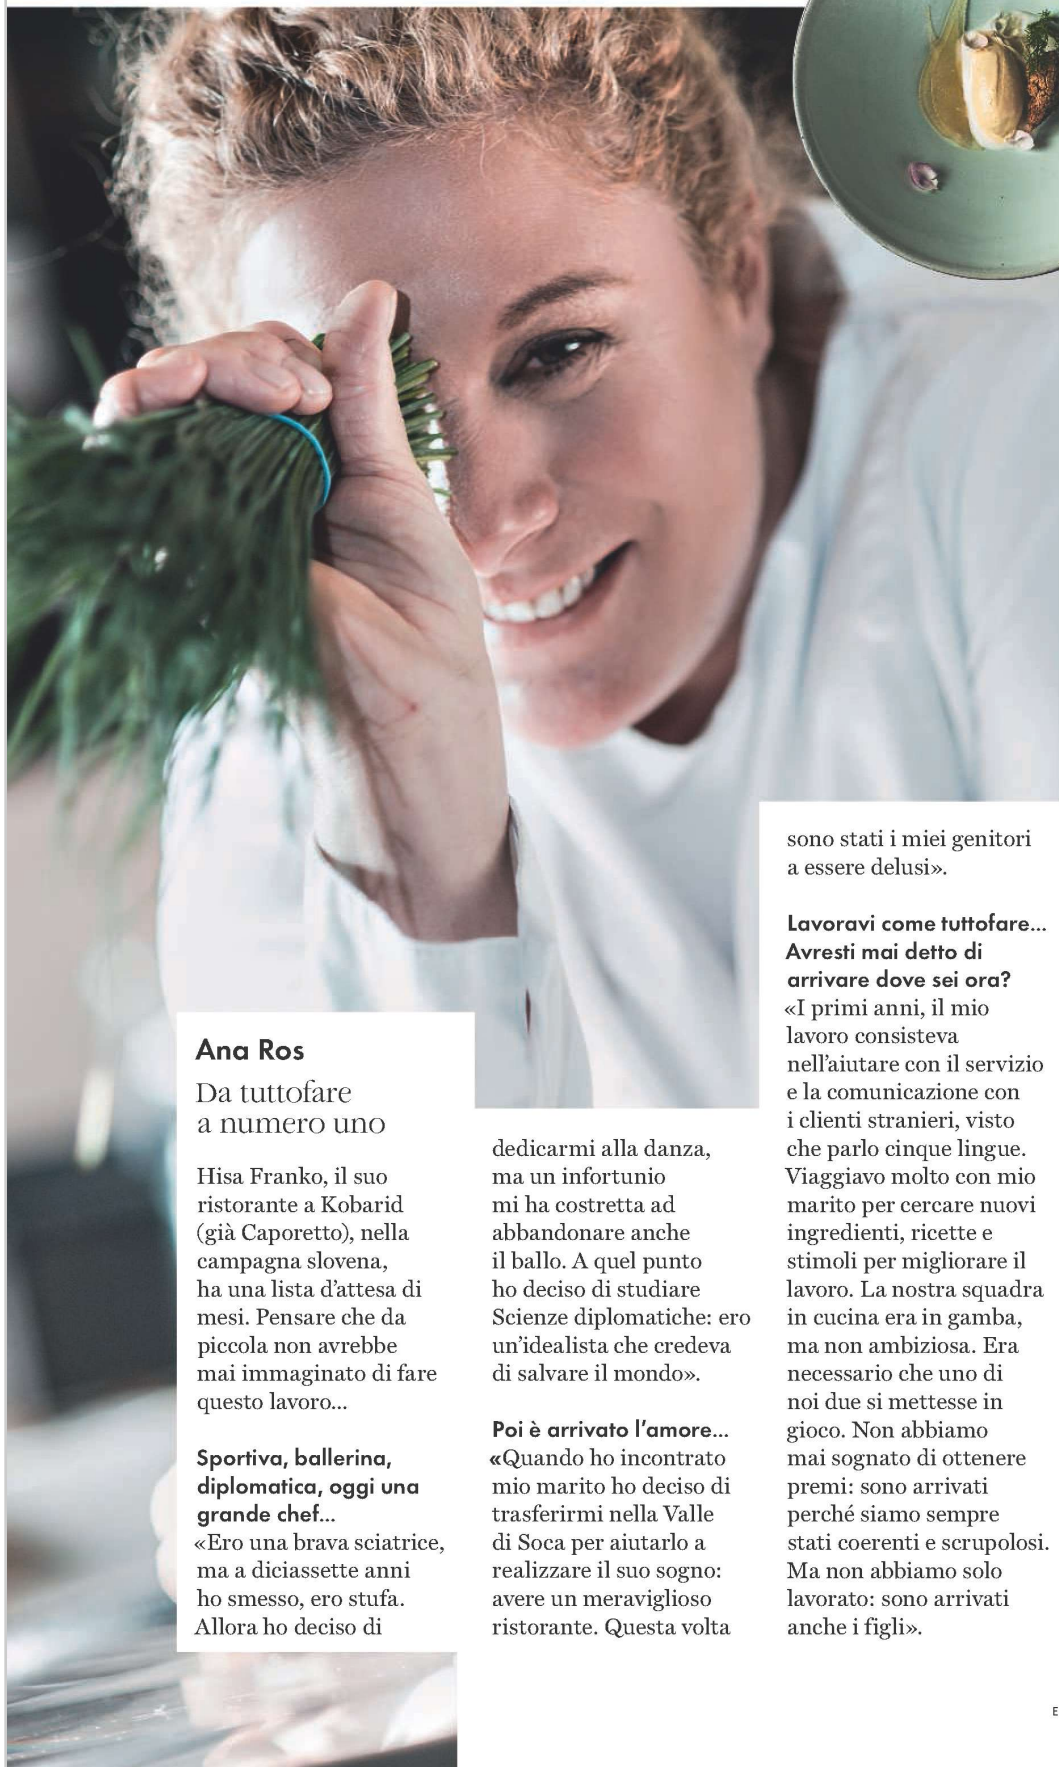 Ana Ros
Da tuttofare
a numero uno
Hisa Franko, il suo
ristorante a Kobarid
(già Caporetto), nella
campagna slovena,
ha una lista d'attesa di
mesi. Pensare che da
piccola non avrebbe
mai immaginato di fare
questo lavoro...
Sportiva, ballerina,
diplomatica, oggi una
grande chef...
«Ero una brava sciatrice,
ma a diciassette anni
ho smesso, ero stufa.
Allora ho deciso di
dedicarmi alla danza,
ma un infortunio
mi ha costretta ad
abbandonare anche
il ballo. A quel punto
ho deciso di studiare
Scienze diplomatiche: ero
un'idealista che credeva
di salvare il mondo».
Poi è arrivato l'amore...
«Quando ho incontrato
mio marito ho deciso di
trasferirmi nella Valle
di Soca per aiutarlo a
realizzare il suo sogno:
avere un meraviglioso
ristorante. Questa volta
sono stati i miei genitori
a essere delusi».
Lavoravi come tuttofare...
Avresti mai detto di
arrivare dove sei ora?
«I primi anni, il mio
lavoro consisteva
nell'aiutare con il servizio
e la comunicazione con
i clienti stranieri, visto
che parlo cinque lingue.
Viaggiavo molto con mio
marito per cercare nuovi
ingredienti, ricette e
stimoli per migliorare il
lavoro. La nostra squadra
in cucina era in gamba,
ma non ambiziosa. Era
necessario che uno di
noi due si mettesse in
gioco. Non abbiamo
mai sognato di ottenere
premi: sono arrivati
perché siamo sempre
stati coerenti e scrupolosi.
Ma non abbiamo solo
lavorato: sono arrivati
anche i figli».
E